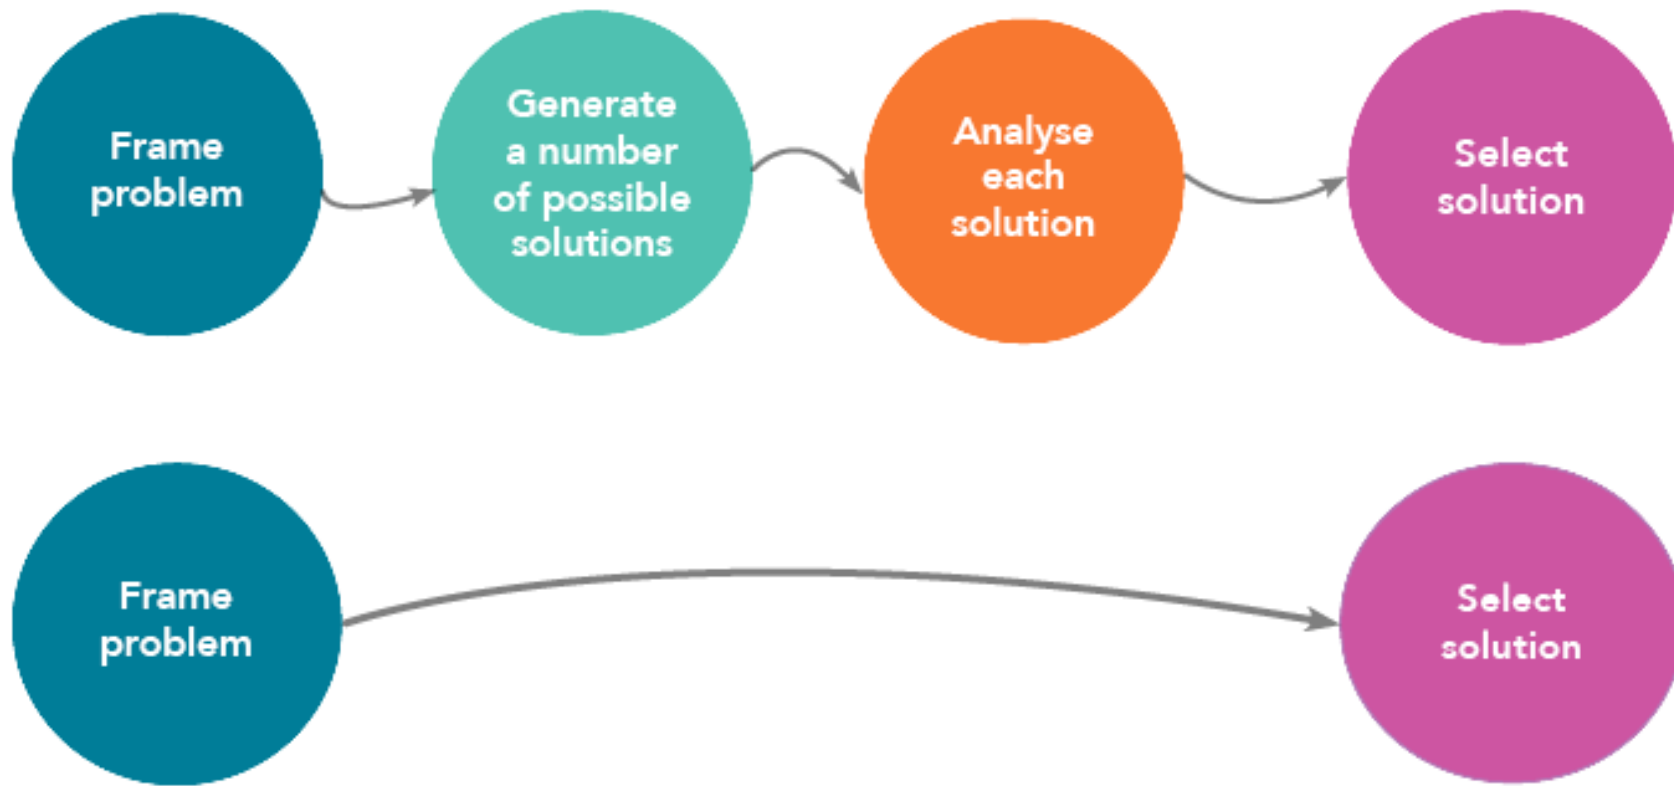 Frame
problem
Generate
a number
of possible
solutions
Analyse
each
solution
Select
solution
Frame
problem
Select
solution